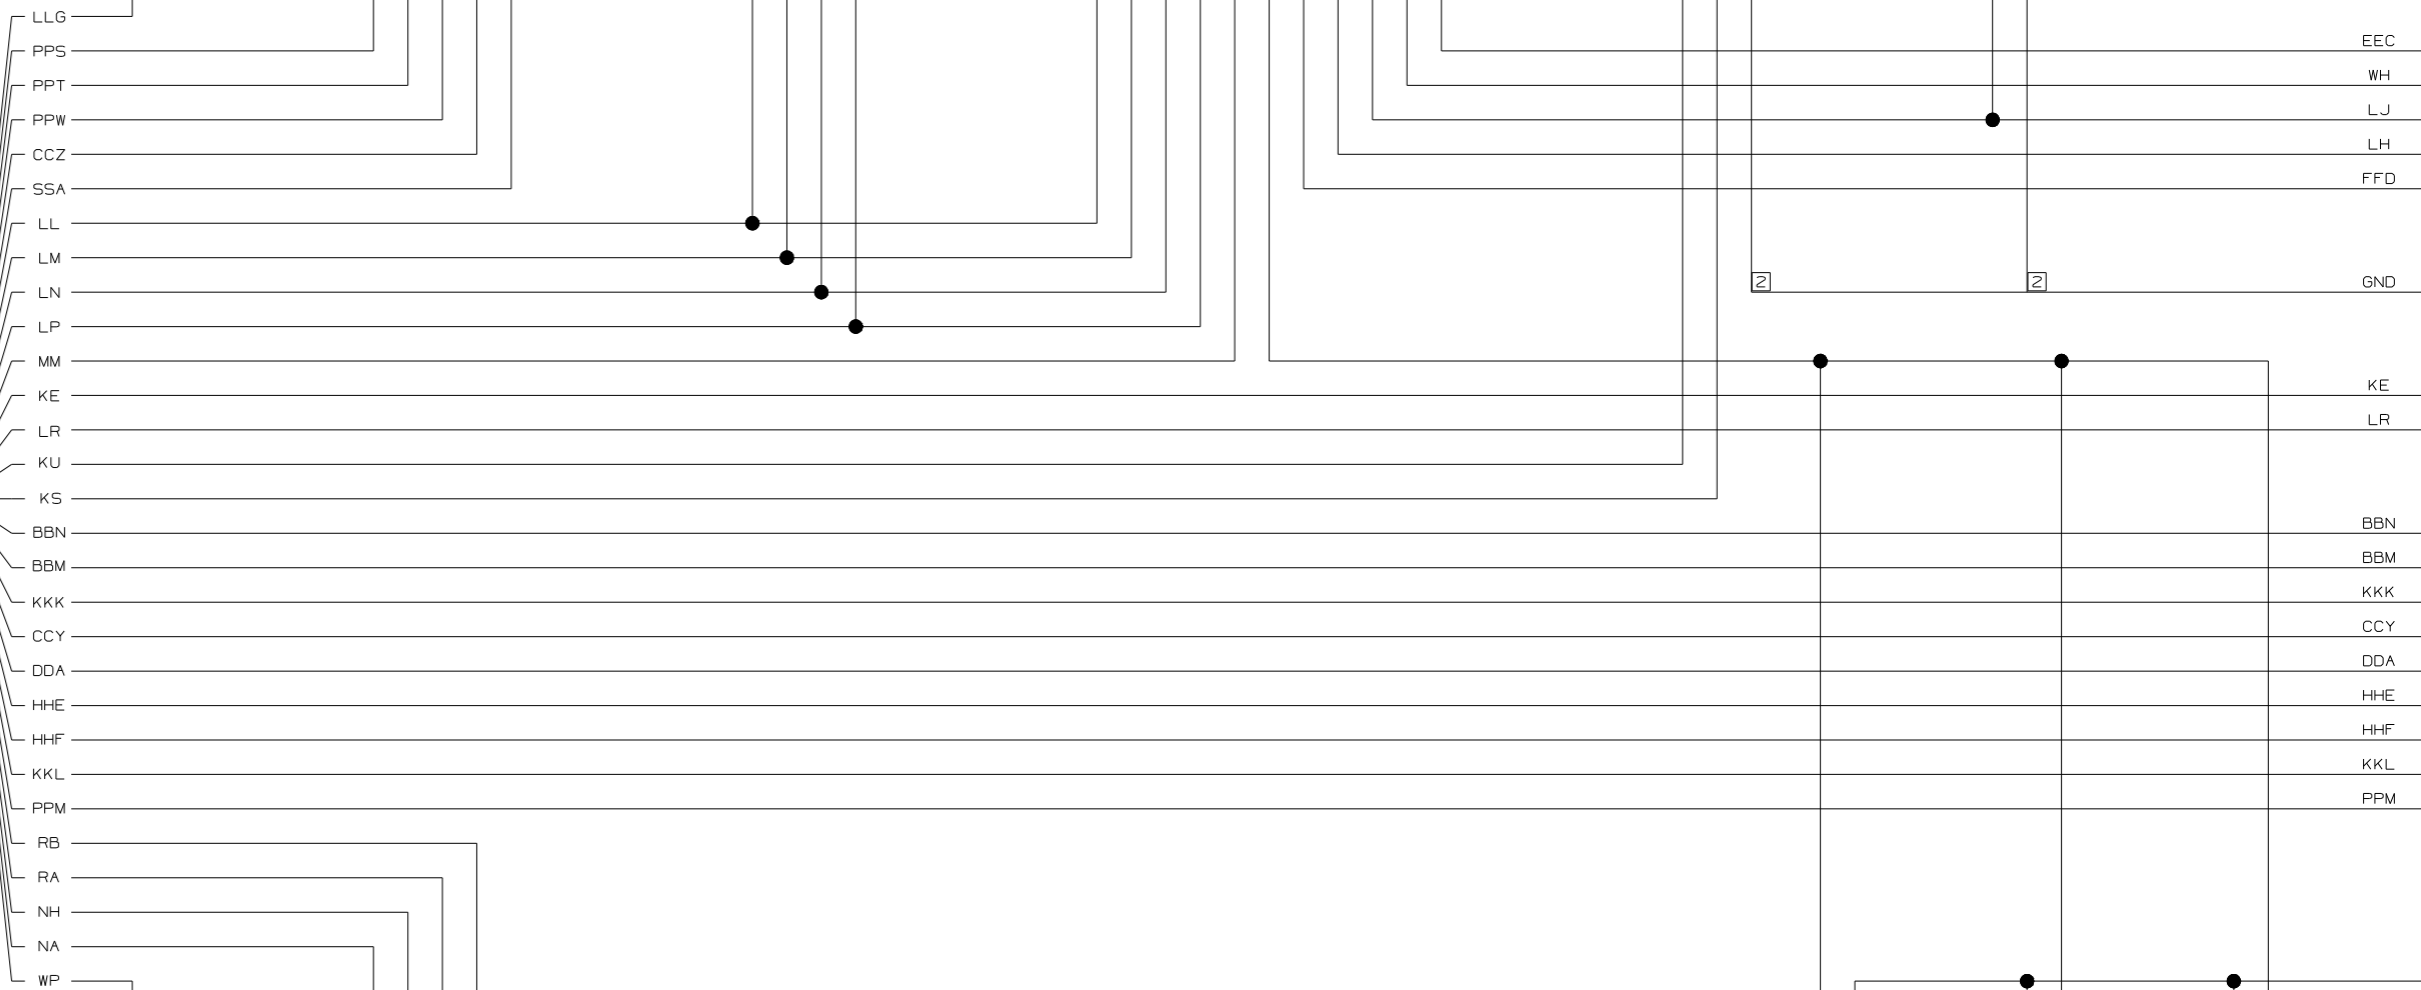 LLG
PPS
EEC
PPT
WH
PPW
LJ
CCZ
LH
SSA
FFD
LL
LM
2
2
GND
LN
LP
MM
KE
KE
LR
LR
KU
KS
BBN
BBN
BBM
BBM
KKK
KKK
CCY
CCY
DDA
DDA
HHE
HHE
HHF
HHF
KKL
KKL
PPM
PPM
RB
RA
NH
NA
WP